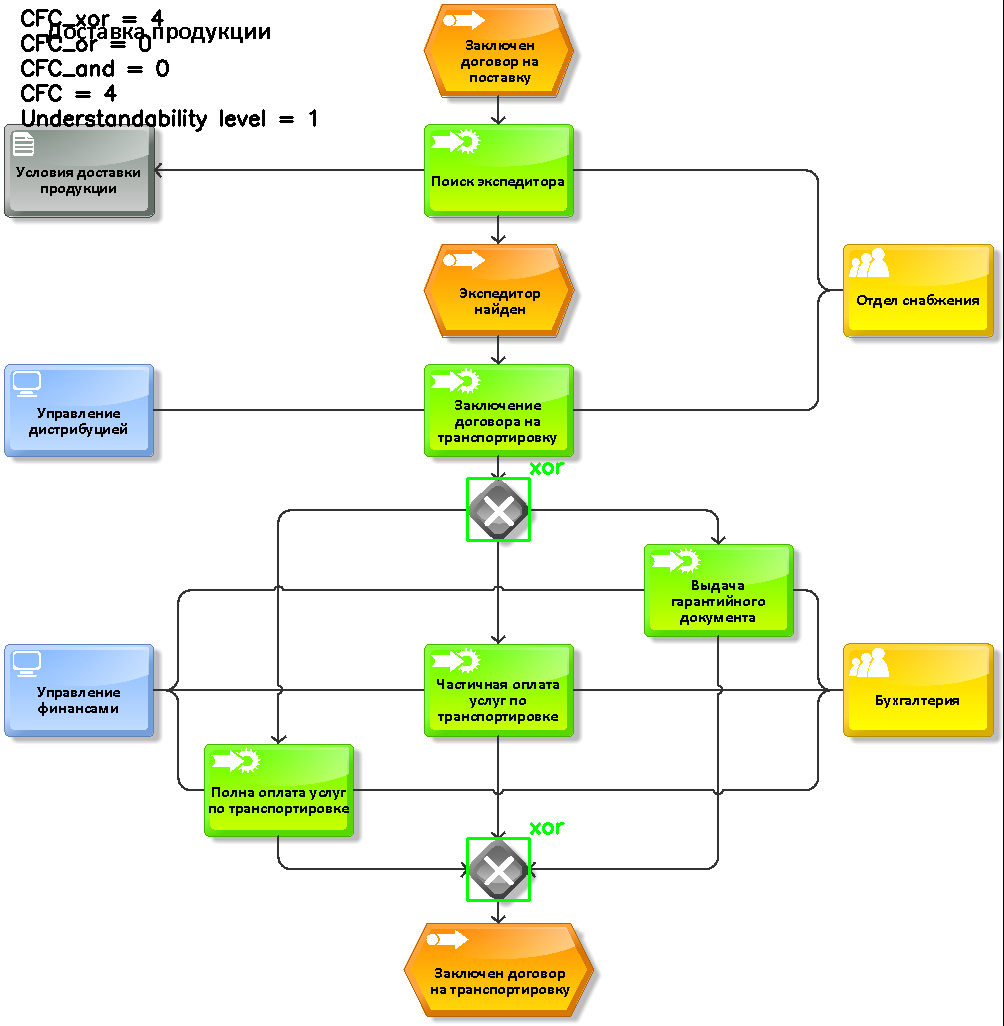 CFC_xor = 4
Доставка продукции
CFC_or = 0
CFC_and = 0
CFC = 4
Understandability level = 1
Заключен
договор на
поставку
Условия доставки
продукции
Поиск экспедитора
Экспедитор
найден
Отдел снабжения
Управление
дистрибуцией
Заключение
договора на
транспортировку
xor
Выдача
гарантийного
документа
Управление
финансами
Частичная оплата
услуг по
транспортировке
Бухгалтерия
Полна оплата услуг
по транспортировке
xor
Заключен договор
на транспортировку